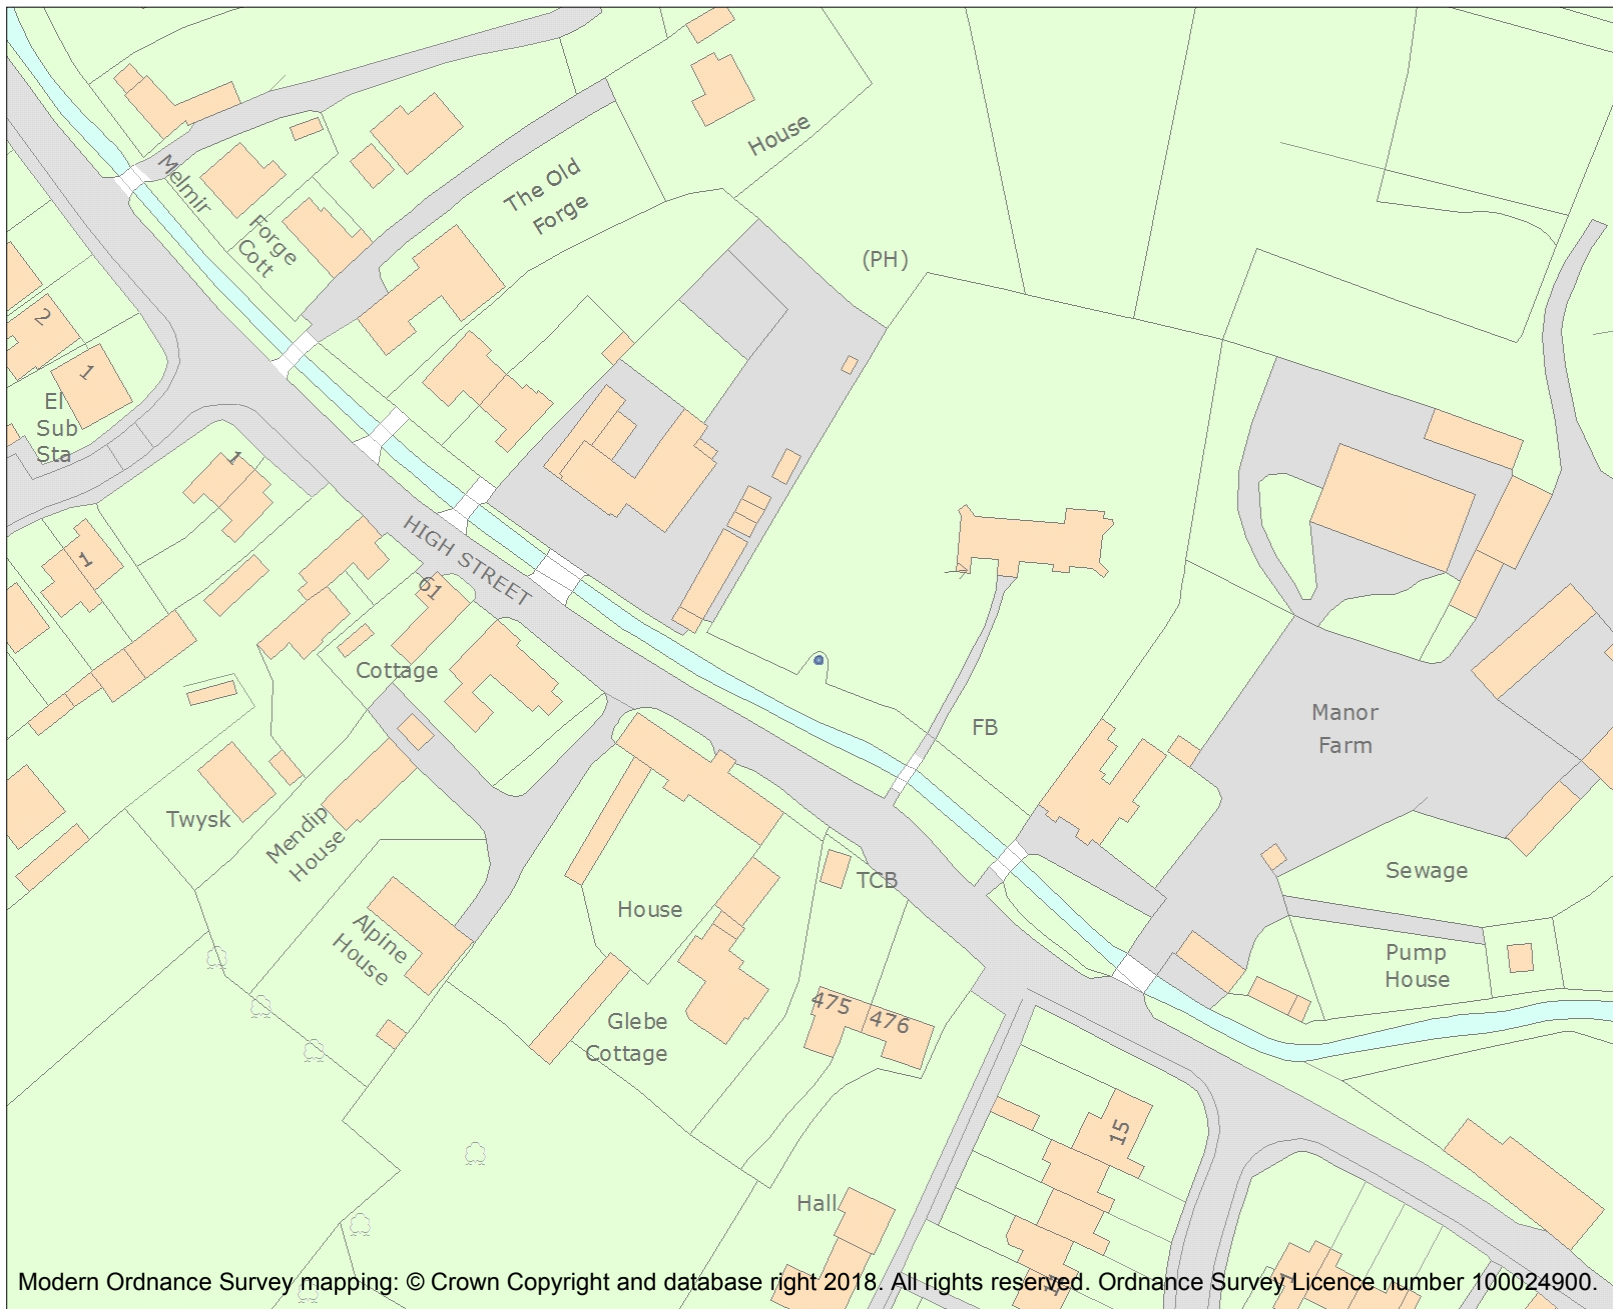 House
Melmir
The Old
Forge
Forge
Cott
(PH)
2
1
El
Sub
Sta
1
HIGH STREET
1
61
Cottage
FB
Manor
Farm
Twysk
Mendip
House
TCB
Sewage
House
Alpine
House
Pump
House
475
476
Glebe
Cottage
15
Hall
Modern Ordnance Survey mapping: © Crown Copyright and database right 2018. All rights reserved. Ordnance Survey Licence number 100024900.